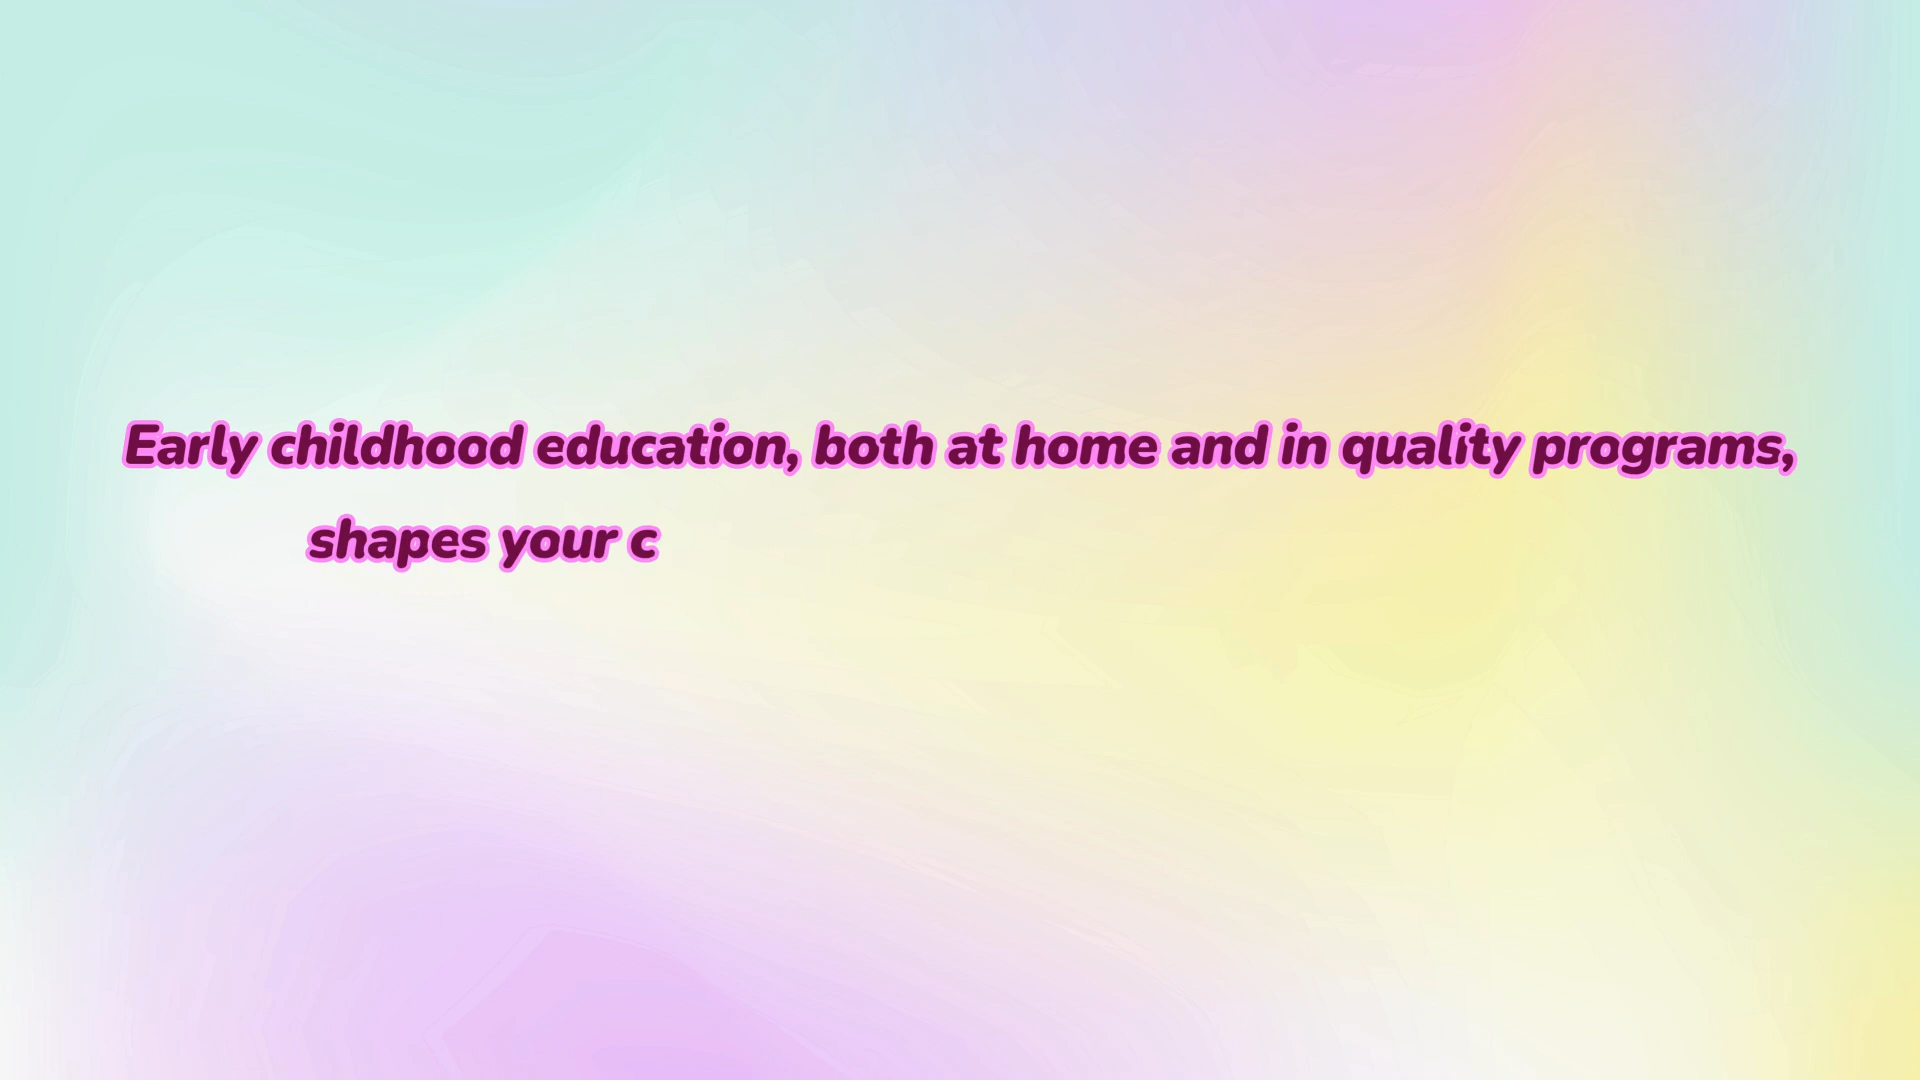 Early childhood education, both at home and in quality programs,
shapes your c